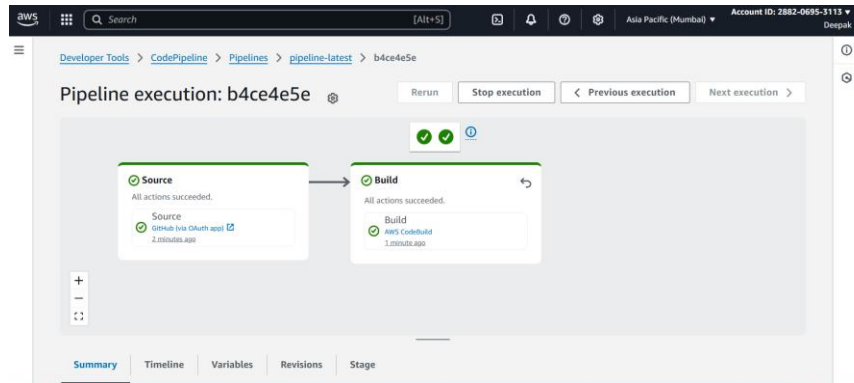 aws
Search [Alt+S]
Asia Pacific (Mumbai)
Account ID: 2882-0695-3113
Deepak
Developer Tools > CodePipeline > Pipelines > pipeline-latest > b4ce4e5e
Pipeline execution: b4ce4e5e
Rerun
Stop execution
Previous execution
Next execution
Source
All actions succeeded.
Source
GitHub (via OAuth app)
2 minutes ago
Build
All actions succeeded.
Build
AWS CodeBuild
1 minute ago
Summary Timeline Variables Revisions Stage